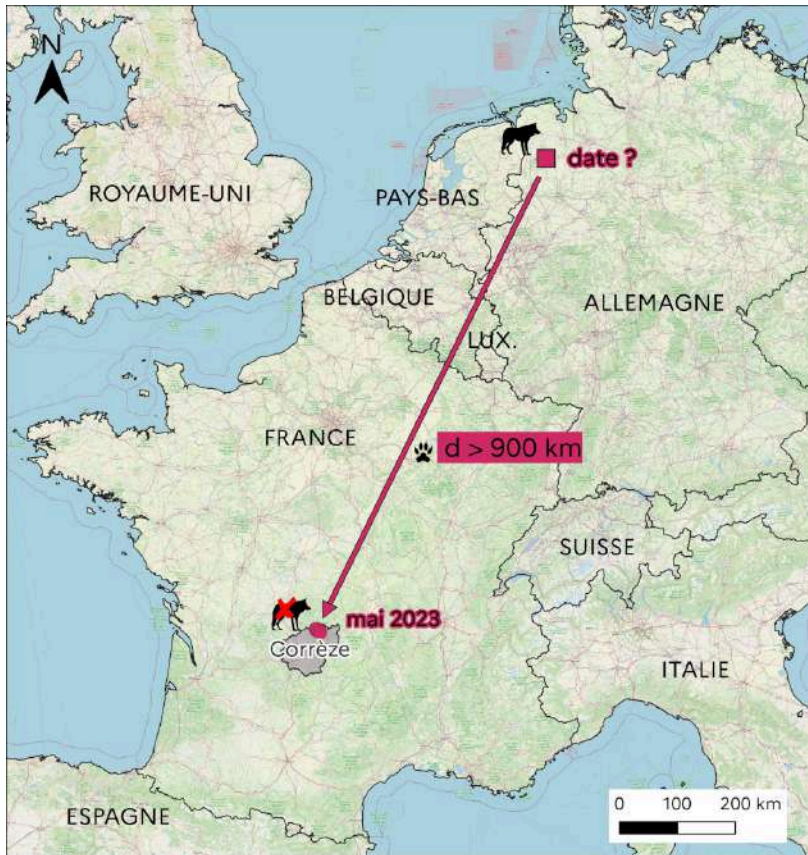 N
date ?
ROYAUME-UNI
PAYS-BAS
BELGIQUE
ALLEMAGNE
LUX.
FRANCE
d > 900 km
SUISSE
mai 2023
Corrèze
ITALIE
ESPAGNE
0 100 200 km